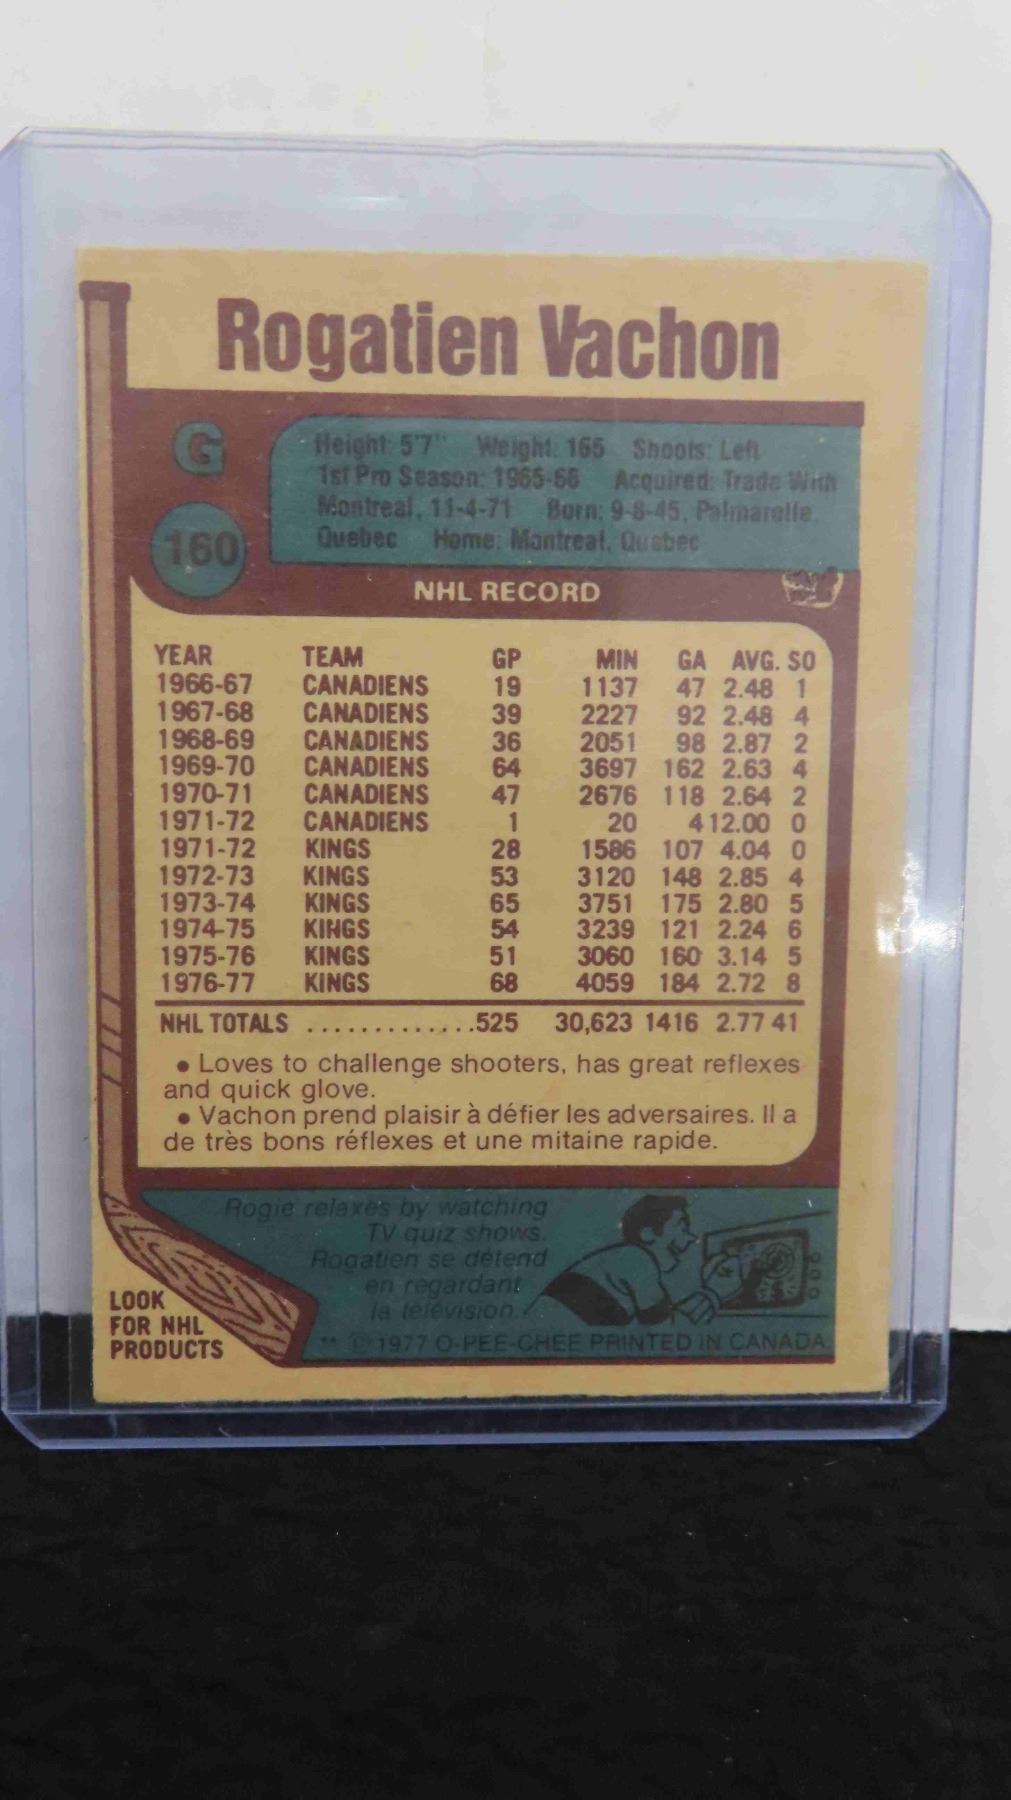 Rogatien Vachon
G
160
Height: 5'7" Weight: 165 Shoots: Left
1st Pro Season: 1965-66 Acquired: Trade With
Montreal, 11-4-71 Born: 9-8-45, Palmarolle,
Quebec Home: Montreal, Quebec
NHL RECORD
YEAR TEAM GP MIN GA AVG. SO
1966-67 CANADIENS 19 1137 47 2.48 1
1967-68 CANADIENS 39 2227 92 2.48 4
1968-69 CANADIENS 36 2051 98 2.87 2
1969-70 CANADIENS 64 3697 162 2.63 4
1970-71 CANADIENS 47 2676 118 2.64 2
1971-72 CANADIENS 1 20 4 12.00 0
1971-72 KINGS 28 1586 107 4.04 0
1972-73 KINGS 53 3120 148 2.85 4
1973-74 KINGS 65 3751 175 2.80 5
1974-75 KINGS 54 3239 121 2.24 6
1975-76 KINGS 51 3060 160 3.14 5
1976-77 KINGS 68 4059 184 2.72 8
NHL TOTALS .............525 30,623 1416 2.77 41
• Loves to challenge shooters, has great reflexes
and quick glove.
• Vachon prend plaisir à défier les adversaires. Il a
de très bons réflexes et une mitaine rapide.
Rogie relaxes by watching
TV quiz shows.
Rogatien se détend
en regardant
la télévision.
LOOK
FOR NHL
PRODUCTS
** © 1977 O-PEE-CHEE PRINTED IN CANADA